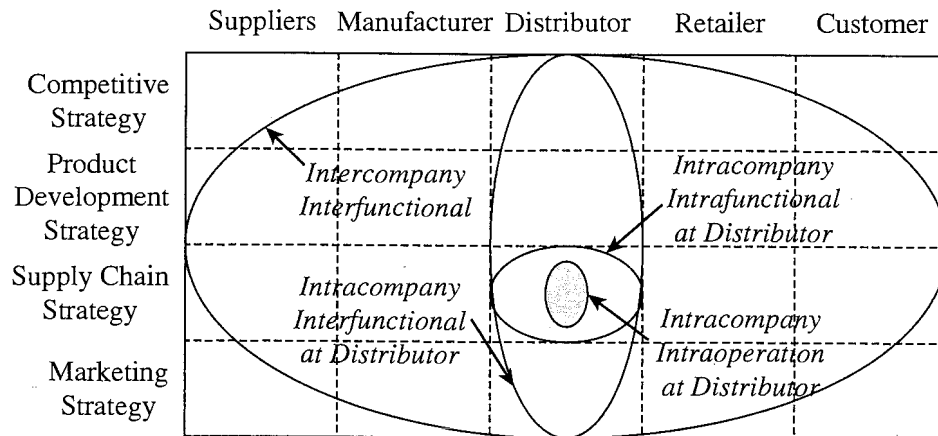 Suppliers Manufacturer Distributor Retailer Customer
Competitive
Strategy
Product
Development
Strategy
Supply Chain
Strategy
Marketing
Strategy
Intercompany
Interfunctional
Intracompany
Intrafunctional
at Distributor
Intracompany
Interfunctional
at Distributor
Intracompany
Intraoperation
at Distributor